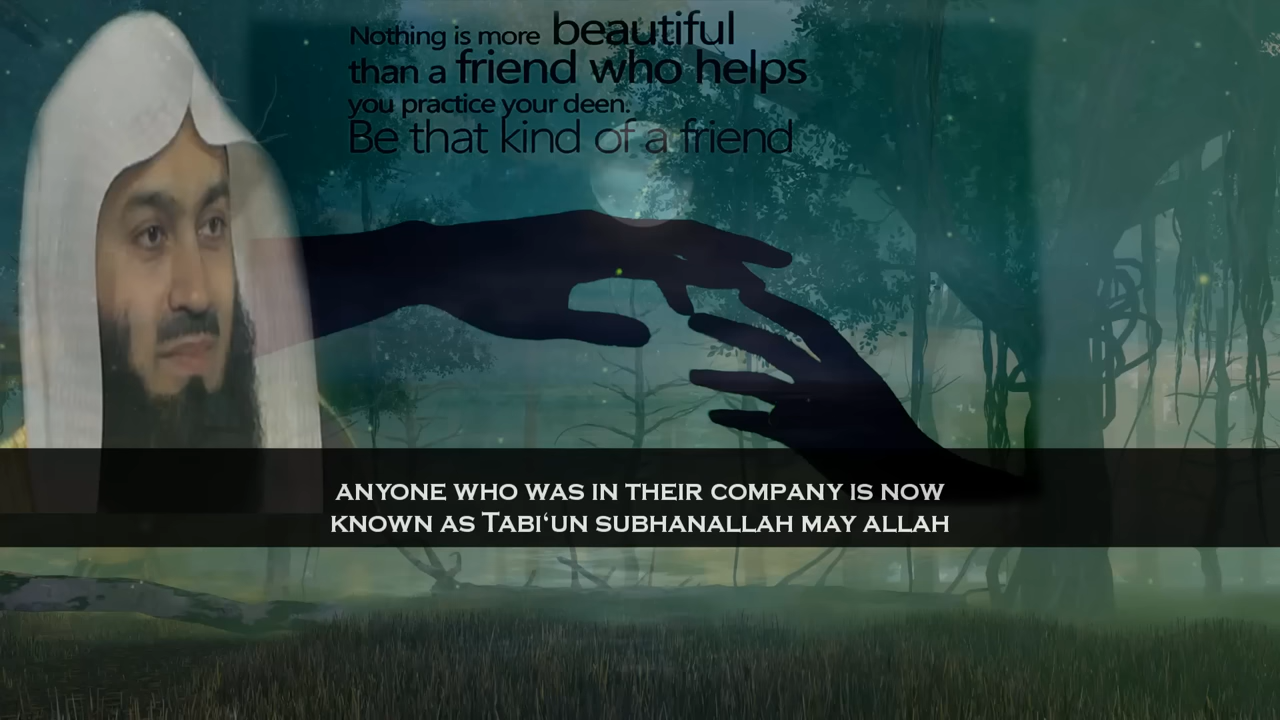 Nothing is more beautiful
than a friend who helps
you practice your deen.
Be that kind of a friend
ANYONE WHO WAS IN THEIR COMPANY IS NOW
KNOWN AS TABI‘UN SUBHANALLAH MAY ALLAH